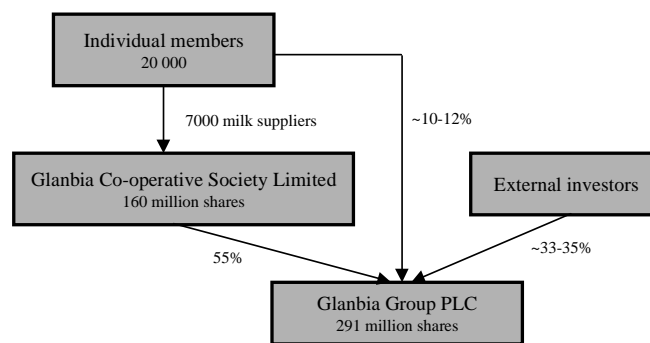 Individual members
20 000
7000 milk suppliers
~10-12%
Glanbia Co-operative Society Limited
160 million shares
External investors
55%
~33-35%
Glanbia Group PLC
291 million shares